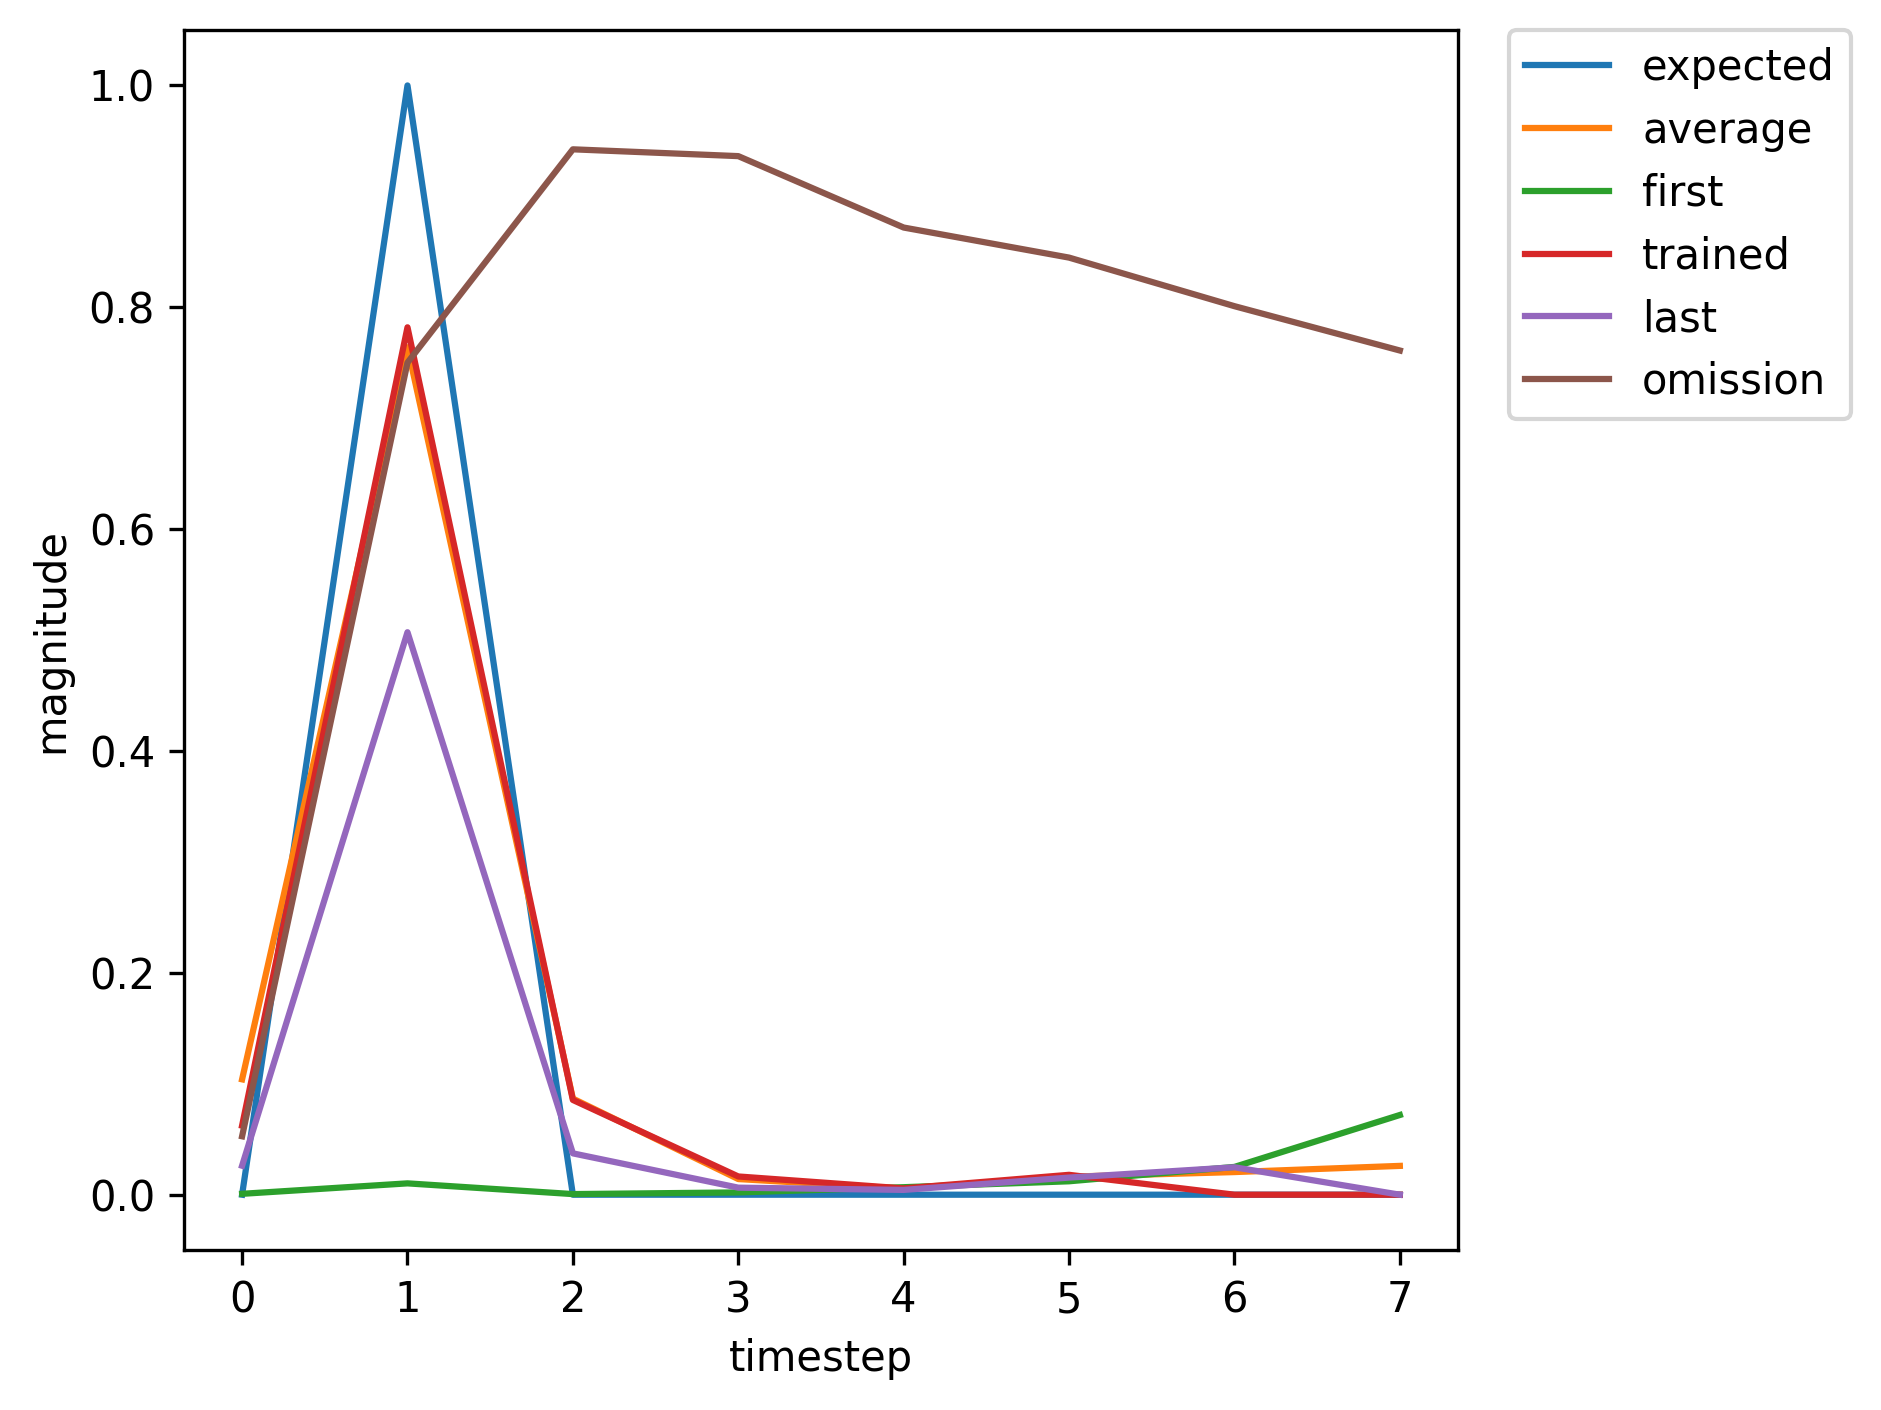 1.0
0.8
0.6
0.4
0.2
0.0
magnitude
0 1 2 3 4 5 6 7
timestep
expected
average
first
trained
last
omission